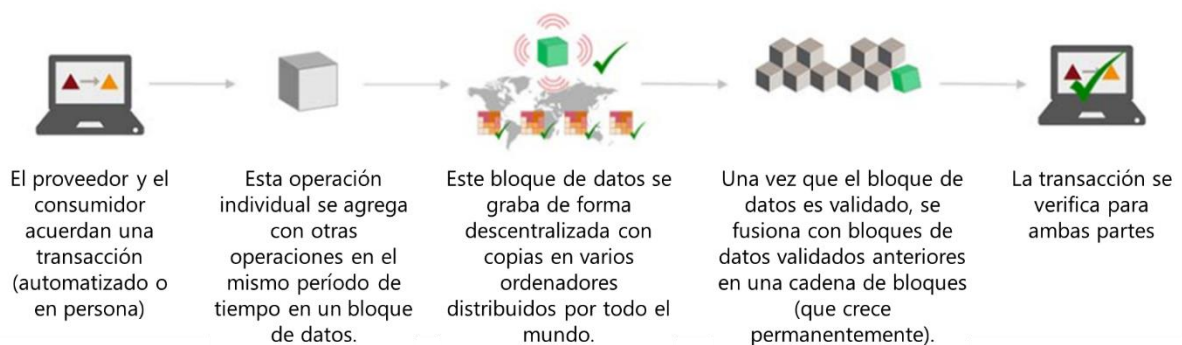 El proveedor y el
consumidor
acuerdan una
transacción
(automatizado o
en persona)
Esta operación
individual se agrega
con otras
operaciones en el
mismo período de
tiempo en un bloque
de datos.
Este bloque de datos se
graba de forma
descentralizada con
copias en varios
ordenadores
distribuidos por todo el
mundo.
Una vez que el bloque de
datos es validado, se
fusiona con bloques de
datos validados anteriores
en una cadena de bloques
(que crece
permanentemente).
La transacción se
verifica para
ambas partes